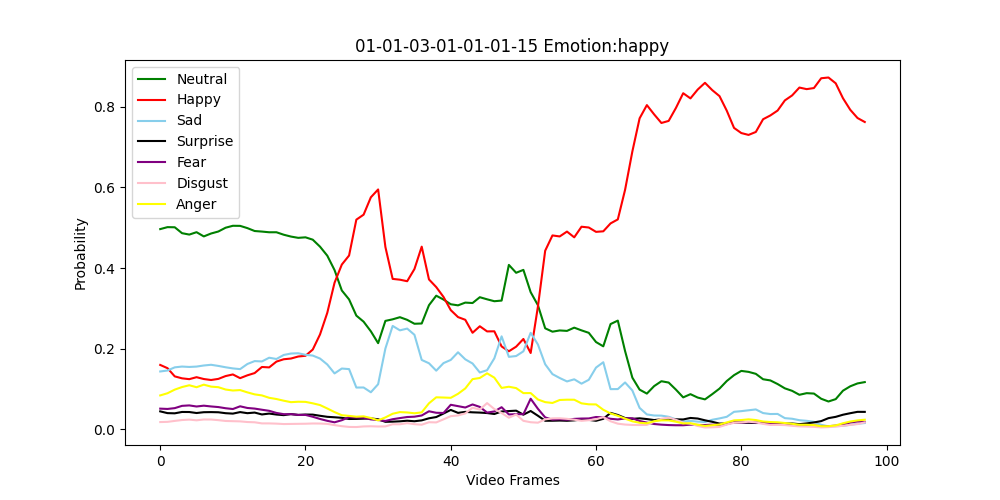 01-01-03-01-01-01-15 Emotion:happy
Neutral
Happy
Sad
Surprise
Fear
Disgust
Anger
Probability
0.8
0.6
0.4
0.2
0.0
0 20 40 60 80 100
Video Frames